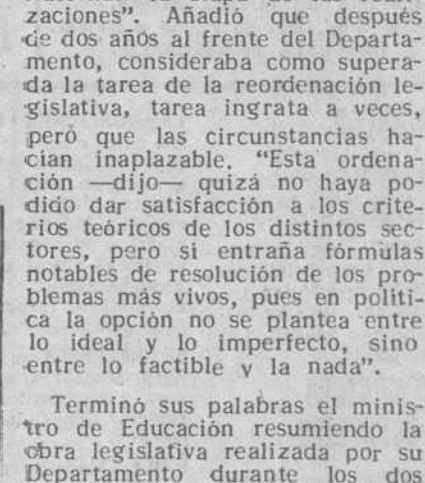 zaciones". Añadió que después
de dos años al frente del Departa-
mento, consideraba como supera-
da la tarea de la reordenación le-
gislativa, tarea ingrata a veces,
peró que las circunstancias ha-
cian inaplazable. "Esta ordena-
ción —dijo— quizá no haya po-
dido dar satisfacción a los crite-
rios teóricos de los distintos sec-
tores, pero si entraña fórmulas
notables de resolución de los pro-
blemas más vivos, pues en políti-
ca la opción no se plantea entre
lo ideal y lo imperfecto, sino
entre lo factible y la nada".
Terminó sus palabras el minis-
tro de Educación resumiendo la
obra legislativa realizada por su
Departamento durante los dos